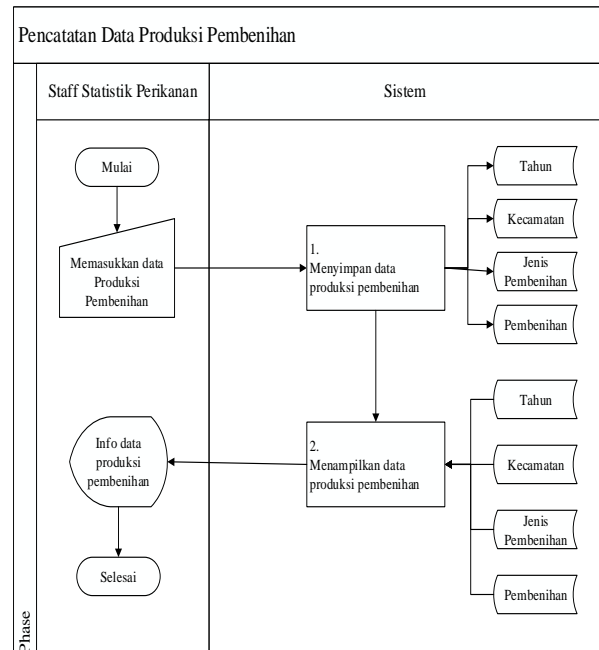 Pencatatan Data Produksi Pembenihan
Staff Statistik Perikanan
Sistem
Mulai
Memasukkan data
Produksi
Pembenihan
1.
Menyimpan data
produksi pembenihan
Tahun
Kecamatan
Jenis
Pembenihan
Pembenihan
Info data
produksi
pembenihan
2.
Menampilkan data
produksi pembenihan
Tahun
Kecamatan
Jenis
Pembenihan
Pembenihan
Selesai
Phase